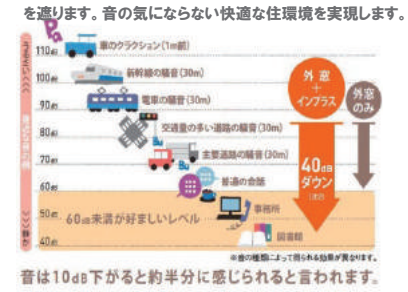 を遮ります。音の気にならない快適な住環境を実現します。
110dB 車のクラクション（1m前）
100dB 新幹線の騒音（30m）
90dB 電車の騒音（30m）
80dB 交通量の多い道路の騒音（30m）
70dB 主要道路の騒音（30m）
60dB 普通の会話
60dB未満が好ましいレベル
50dB 事務所
40dB 図書館
外窓
＋
インプラス
40dB
ダウン
外窓
のみ
※音の種類によって得られる効果が異なります。
音は10dB下がると約半分に感じられると言われます。